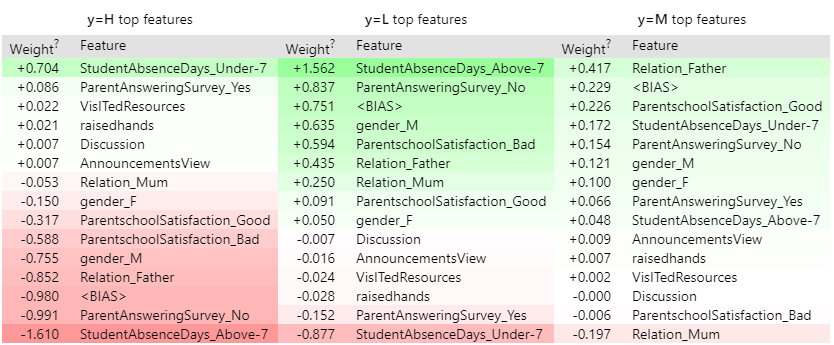 y=H top features y=L top features y=M top features
Weight? Feature Weight? Feature Weight? Feature
+0.704 StudentAbsenceDays_Under-7 +1.562 StudentAbsenceDays_Above-7 +0.417 Relation_Father
+0.086 ParentAnsweringSurvey_Yes +0.837 ParentAnsweringSurvey_No +0.229 <BIAS>
+0.022 VisITedResources +0.751 <BIAS> +0.226 ParentschoolSatisfaction_Good
+0.021 raisedhands +0.635 gender_M +0.172 StudentAbsenceDays_Under-7
+0.007 Discussion +0.594 ParentschoolSatisfaction_Bad +0.154 ParentAnsweringSurvey_No
+0.007 AnnouncementsView +0.435 Relation_Father +0.121 gender_M
-0.053 Relation_Mum +0.250 Relation_Mum +0.100 gender_F
-0.150 gender_F +0.091 ParentschoolSatisfaction_Good +0.066 ParentAnsweringSurvey_Yes
-0.317 ParentschoolSatisfaction_Good +0.050 gender_F +0.048 StudentAbsenceDays_Above-7
-0.588 ParentschoolSatisfaction_Bad -0.007 Discussion +0.009 AnnouncementsView
-0.755 gender_M -0.016 AnnouncementsView +0.007 raisedhands
-0.852 Relation_Father -0.024 VisITedResources +0.002 VisITedResources
-0.980 <BIAS> -0.028 raisedhands -0.000 Discussion
-0.991 ParentAnsweringSurvey_No -0.152 ParentAnsweringSurvey_Yes -0.006 ParentschoolSatisfaction_Bad
-1.610 StudentAbsenceDays_Above-7 -0.877 StudentAbsenceDays_Under-7 -0.197 Relation_Mum